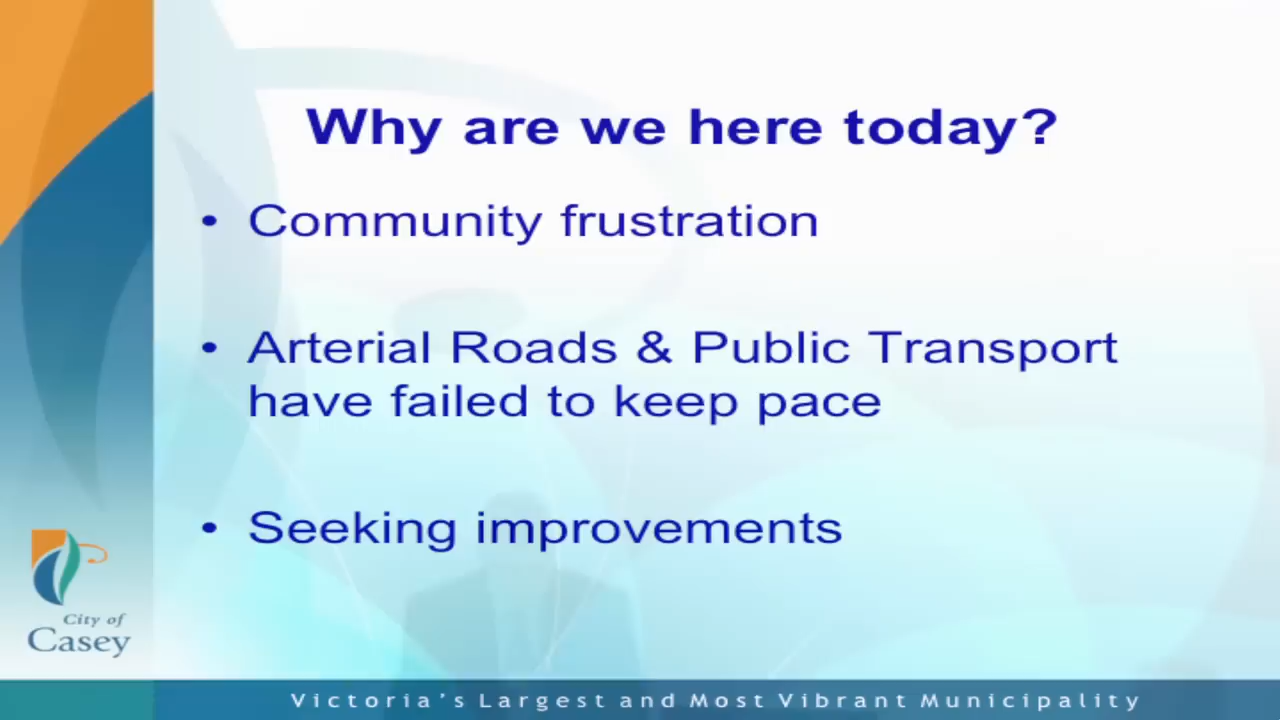 Why are we here today?
• Community frustration
• Arterial Roads & Public Transport
have failed to keep pace
• Seeking improvements
City of
Casey
Victoria's Largest and Most Vibrant Municipality